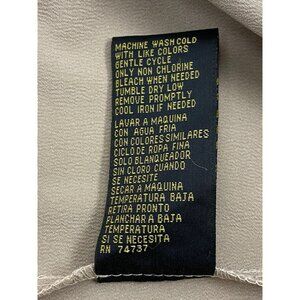 MACHINE WASH COLD
WITH LIKE COLORS
GENTLE CYCLE
ONLY NON CHLORINE
BLEACH WHEN NEEDED
TUMBLE DRY LOW
REMOVE PROMPTLY
COOL IRON IF NEEDED
LAVAR A MAQUINA
CON AGUA FRIA
CON COLORES SIMILARES
CICLO DE ROPA FINA
SOLO BLANQUEADOR
SIN CLORO CUANDO
SE NECESITE
SECAR A MAQUINA
TEMPERATURA BAJA
RETIRA PRONTO
PLANCHAR A BAJA
TEMPERATURA
SI SE NECESITA
RN 74737